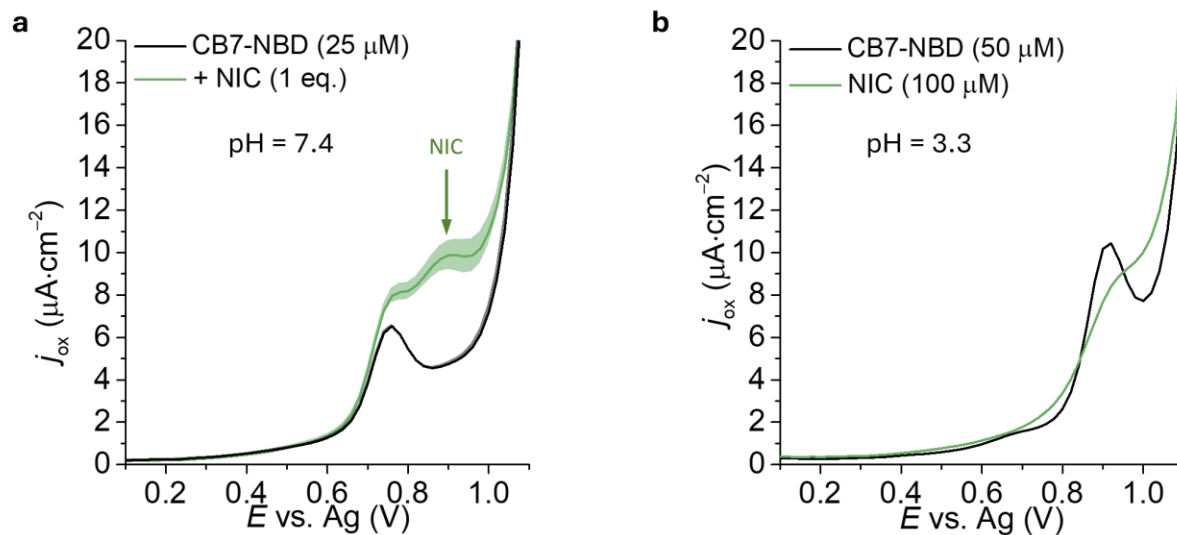 a
CB7-NBD (25 μM)
+ NIC (1 eq.)
pH = 7.4
NIC
20
18
16
14
12
10
8
6
4
2
0
j_ox (μA·cm⁻²)
0.2 0.4 0.6 0.8 1.0
E vs. Ag (V)
b
CB7-NBD (50 μM)
NIC (100 μM)
pH = 3.3
20
18
16
14
12
10
8
6
4
2
0
j_ox (μA·cm⁻²)
0.2 0.4 0.6 0.8 1.0
E vs. Ag (V)